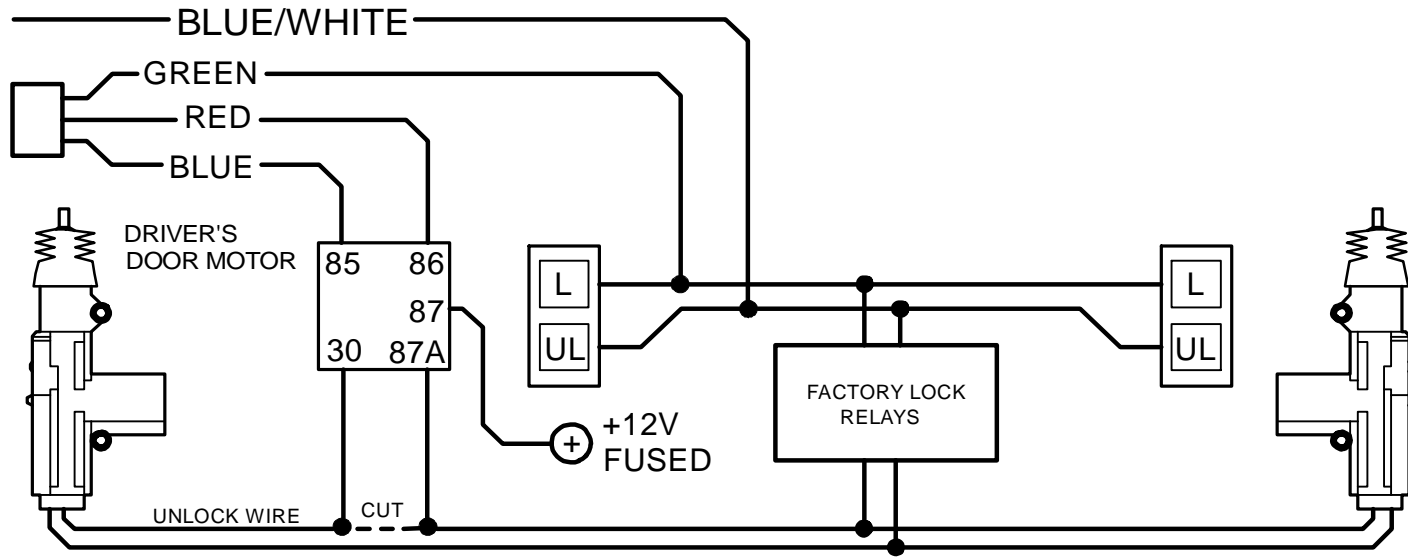 BLUE/WHITE
GREEN
RED
BLUE
DRIVER'S
DOOR MOTOR
85 86
87
30 87A
L
UL
L
UL
FACTORY LOCK
RELAYS
+ +12V
FUSED
UNLOCK WIRE
CUT